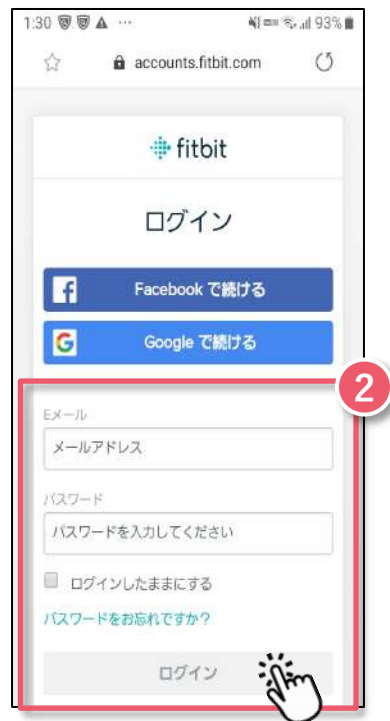 1:30 93%
accounts.fitbit.com
fitbit
ログイン
Facebook で続ける
Google で続ける
2
Eメール
メールアドレス
パスワード
パスワードを入力してください
ログインしたままにする
パスワードをお忘れですか?
ログイン